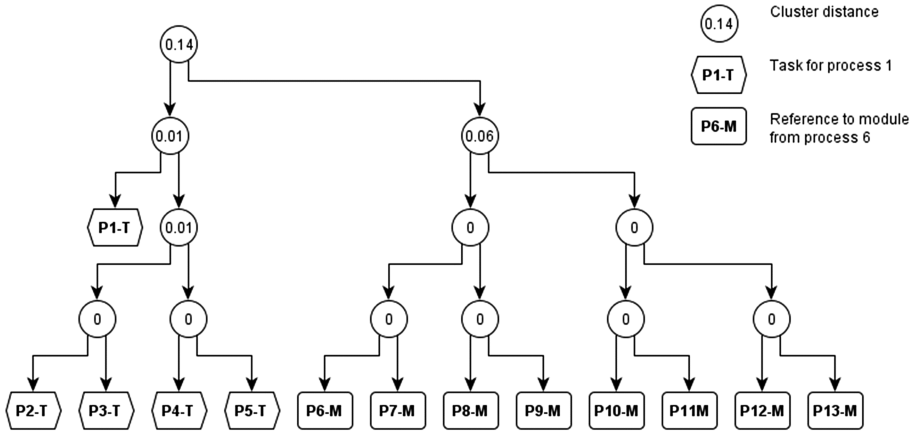 Cluster distance
0.14
0.14
Task for process 1
P1-T
Reference to module
from process 6
P6-M
0.01
0.06
P1-T
0.01
0
0
0
0
0
0
0
0
P2-T
P3-T
P4-T
P5-T
P6-M
P7-M
P8-M
P9-M
P10-M
P11M
P12-M
P13-M